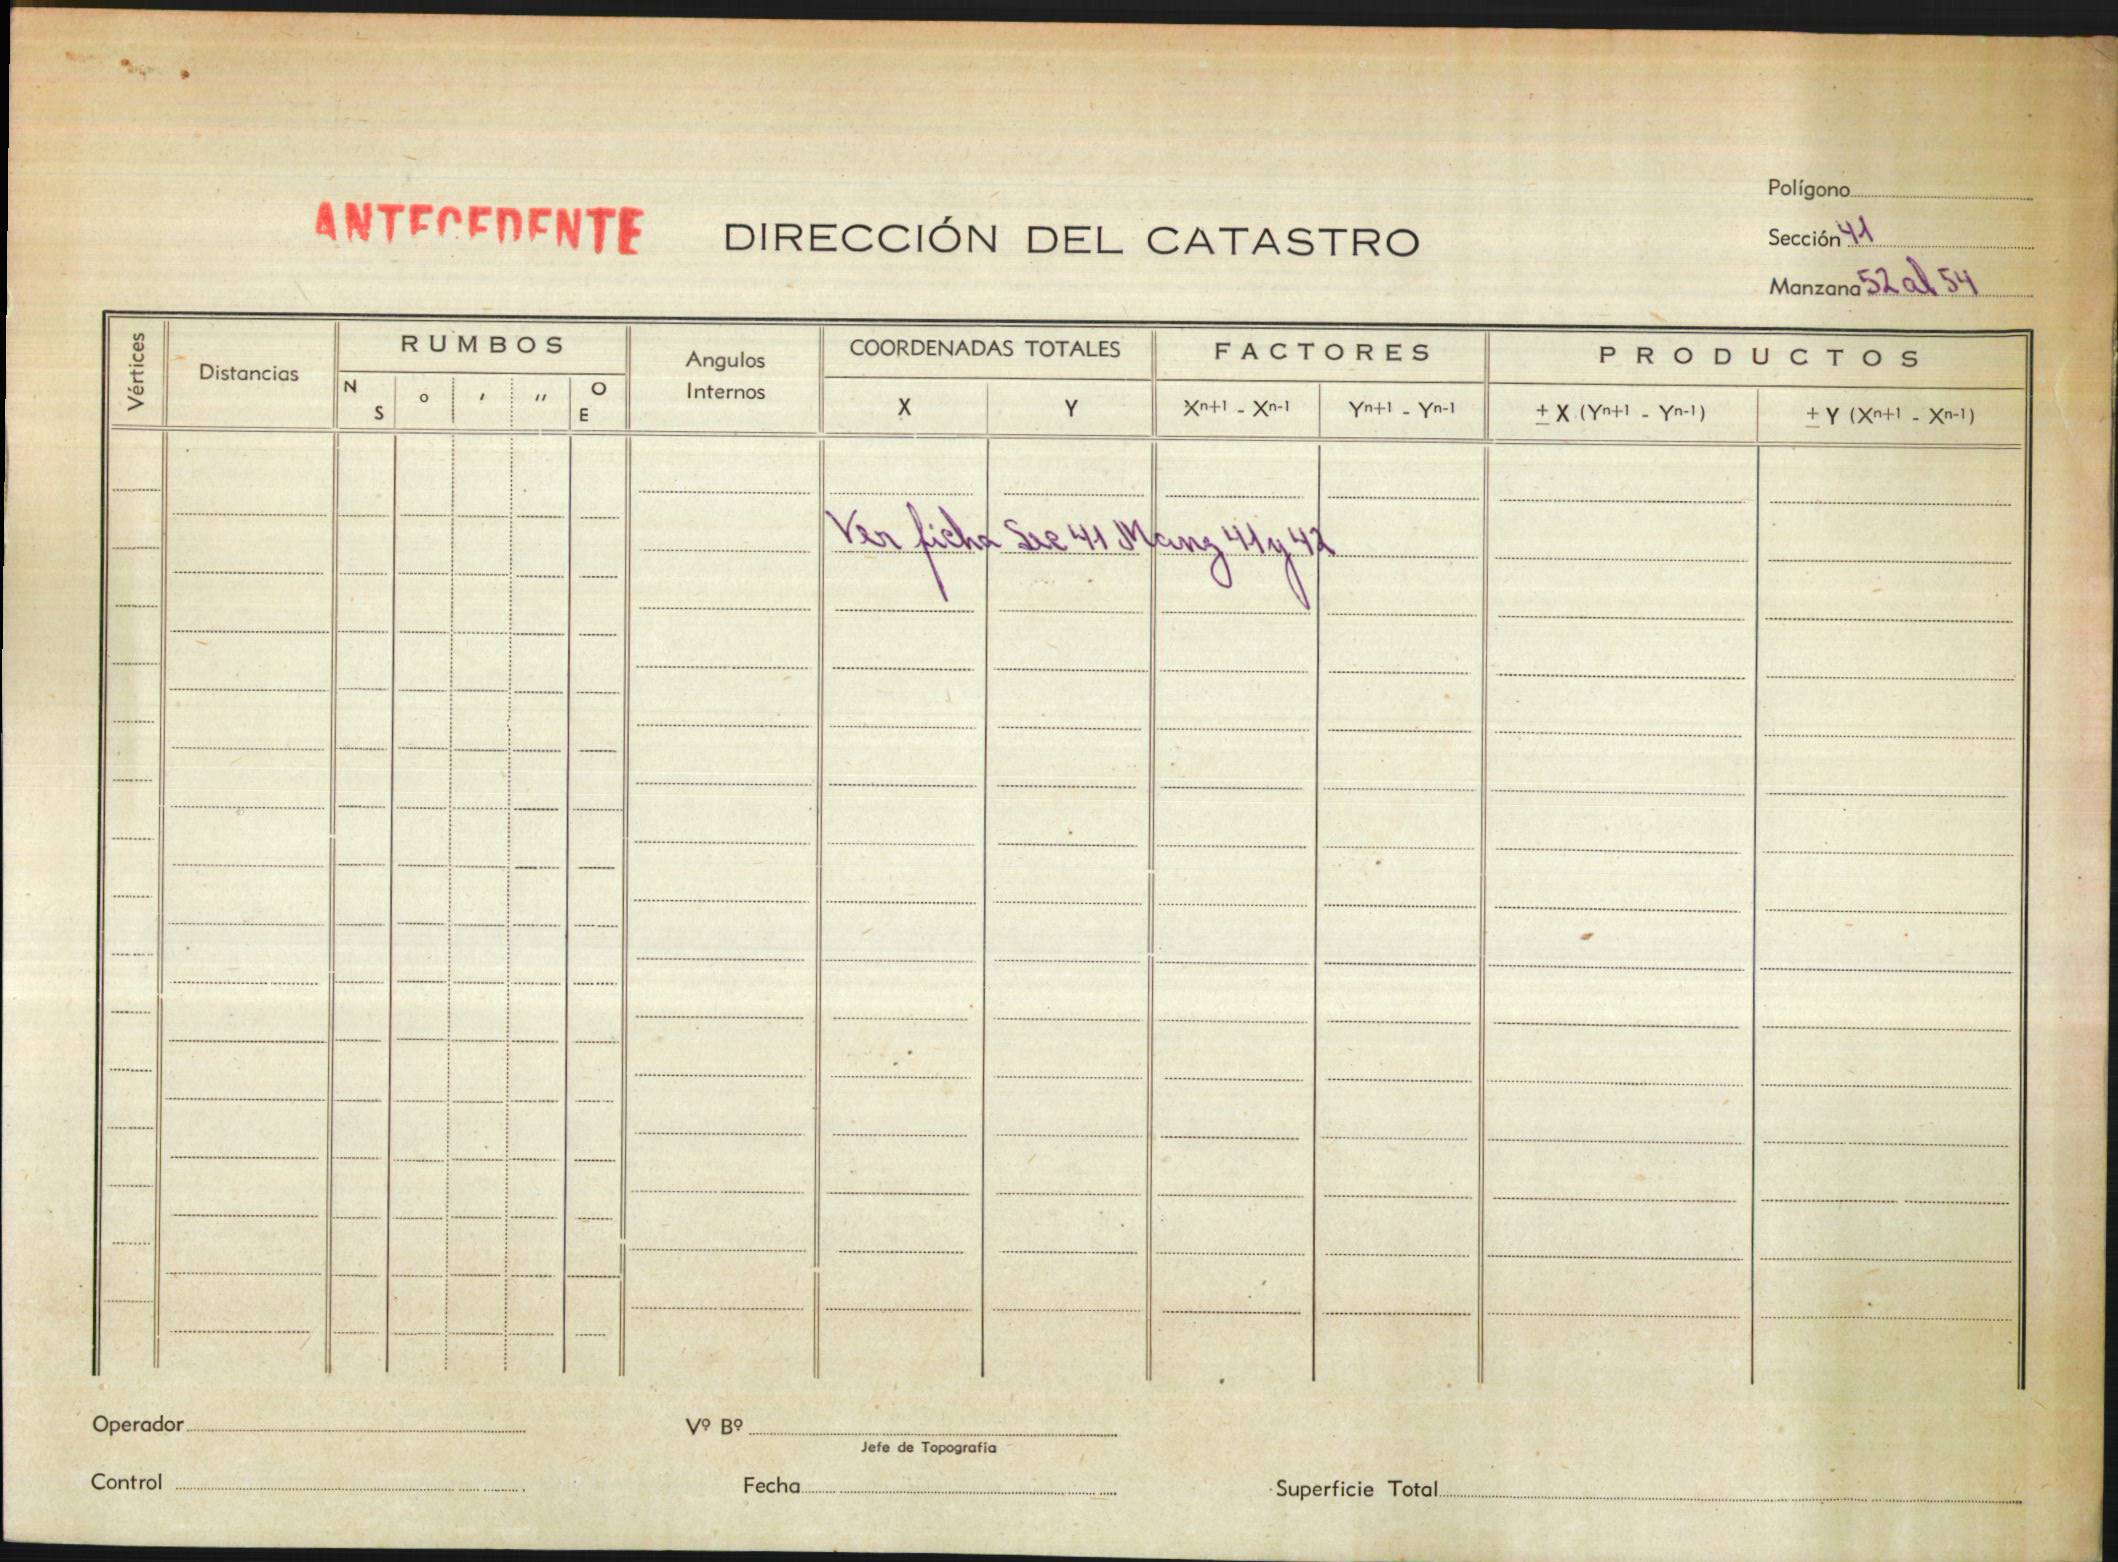 Polígono
ANTECEDENTE DIRECCIÓN DEL CATASTRO
Sección 41
Manzana 52 al 54
Vértices
Distancias
RUMBOS
N S
o ′ ″
O E
Angulos
Internos
COORDENADAS TOTALES
X Y
FACTORES
Xn+1 - Xn-1 Yn+1 - Yn-1
PRODUCTOS
± X (Yn+1 - Yn-1) ± Y (Xn+1 - Xn-1)
Ver ficha Sec 41 Manz 41 y 42
Operador
Vº Bº
Jefe de Topografía
Control
Fecha
Superficie Total